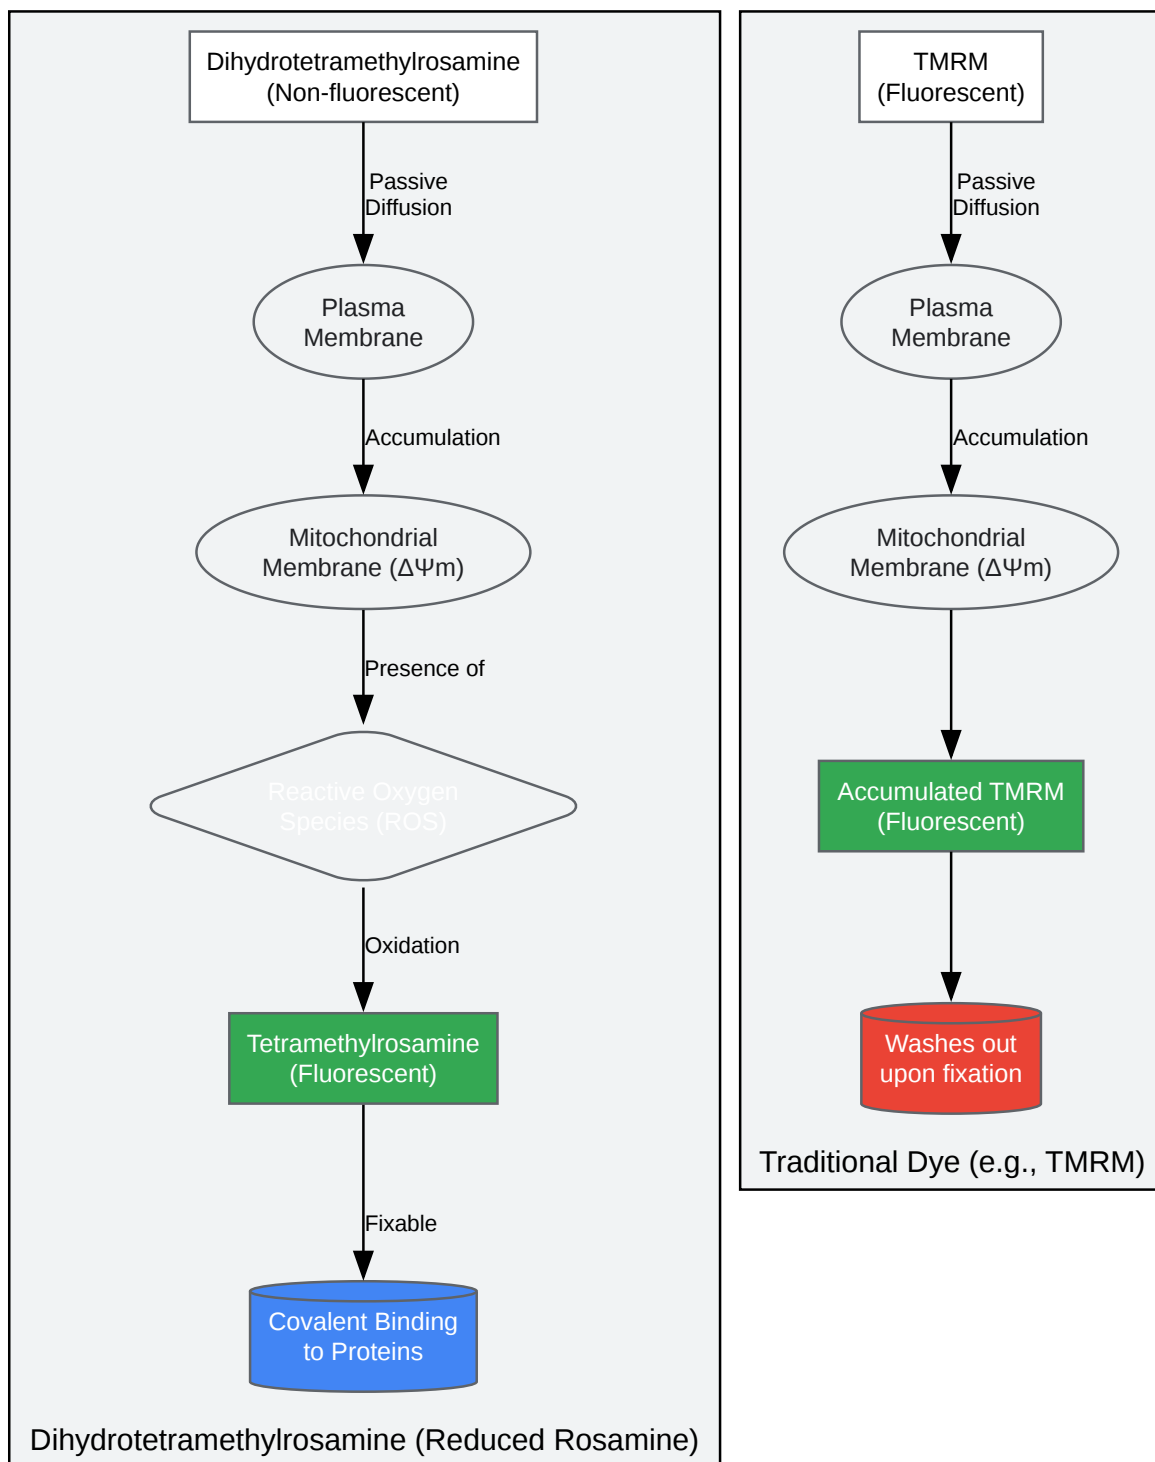 Dihydrotetramethylrosamine
(Non-fluorescent)
Passive
Diffusion
Plasma
Membrane
Accumulation
Mitochondrial
Membrane (ΔΨm)
Presence of
Reactive Oxygen
Species (ROS)
Oxidation
Tetramethylrosamine
(Fluorescent)
Fixable
Covalent Binding
to Proteins
Dihydrotetramethylrosamine (Reduced Rosamine)
TMRM
(Fluorescent)
Passive
Diffusion
Plasma
Membrane
Accumulation
Mitochondrial
Membrane (ΔΨm)
Accumulated TMRM
(Fluorescent)
Washes out
upon fixation
Traditional Dye (e.g., TMRM)